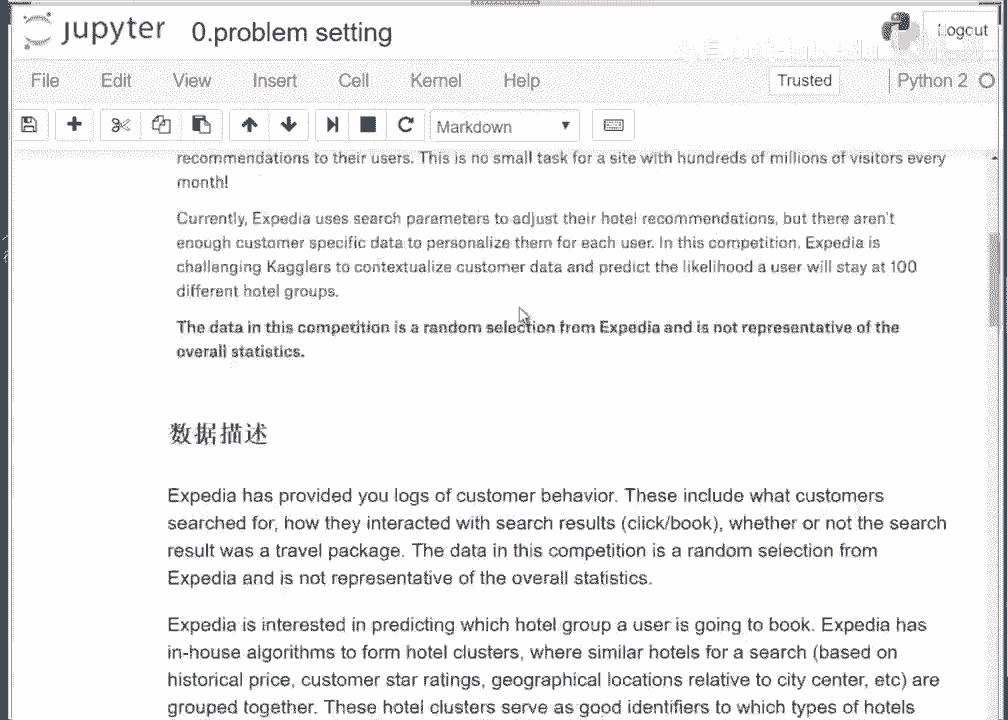 jupyter 0.problem setting
Logout
File Edit View Insert Cell Kernel Help
Trusted Python 2
Markdown
recommendations to their users. This is no small task for a site with hundreds of millions of visitors every
month!
Currently, Expedia uses search parameters to adjust their hotel recommendations, but there aren't
enough customer specific data to personalize them for each user. In this competition, Expedia is
challenging Kagglers to contextualize customer data and predict the likelihood a user will stay at 100
different hotel groups.
The data in this competition is a random selection from Expedia and is not representative of the
overall statistics.
数据描述
Expedia has provided you logs of customer behavior. These include what customers
searched for, how they interacted with search results (click/book), whether or not the search
result was a travel package. The data in this competition is a random selection from
Expedia and is not representative of the overall statistics.
Expedia is interested in predicting which hotel group a user is going to book. Expedia has
in-house algorithms to form hotel clusters, where similar hotels for a search (based on
historical price, customer star ratings, geographical locations relative to city center, etc) are
grouped together. These hotel clusters serve as good identifiers to which types of hotels